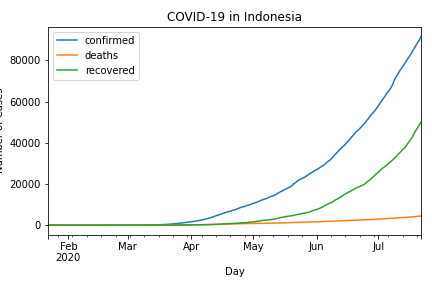 COVID-19 in Indonesia
confirmed
deaths
recovered
80000
60000
40000
20000
0
Feb
2020
Mar
Apr
May
Jun
Jul
Day